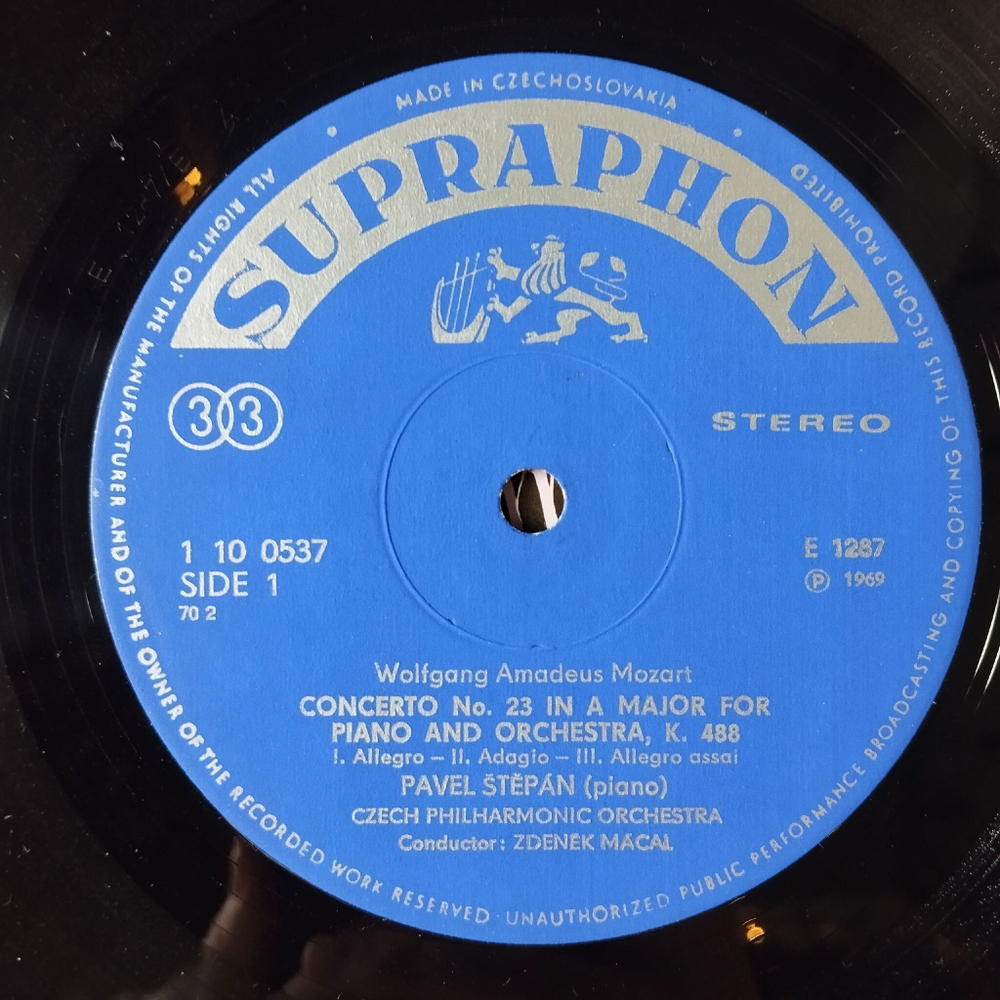 MADE IN CZECHOSLOVAKIA
ALL RIGHTS OF THE MANUFACTURER AND OF THE OWNER OF THE RECORDED WORK RESERVED · UNAUTHORIZED PUBLIC PERFORMANCE BROADCASTING AND COPYING OF THIS RECORD PROHIBITED
SUPRAPHON
33
STEREO
1 10 0537
SIDE 1
70 2
E 1287
Ⓟ 1969
Wolfgang Amadeus Mozart
CONCERTO No. 23 IN A MAJOR FOR
PIANO AND ORCHESTRA, K. 488
I. Allegro – II. Adagio – III. Allegro assai
PAVEL ŠTĚPÁN (piano)
CZECH PHILHARMONIC ORCHESTRA
Conductor: ZDENĚK MÁCAL